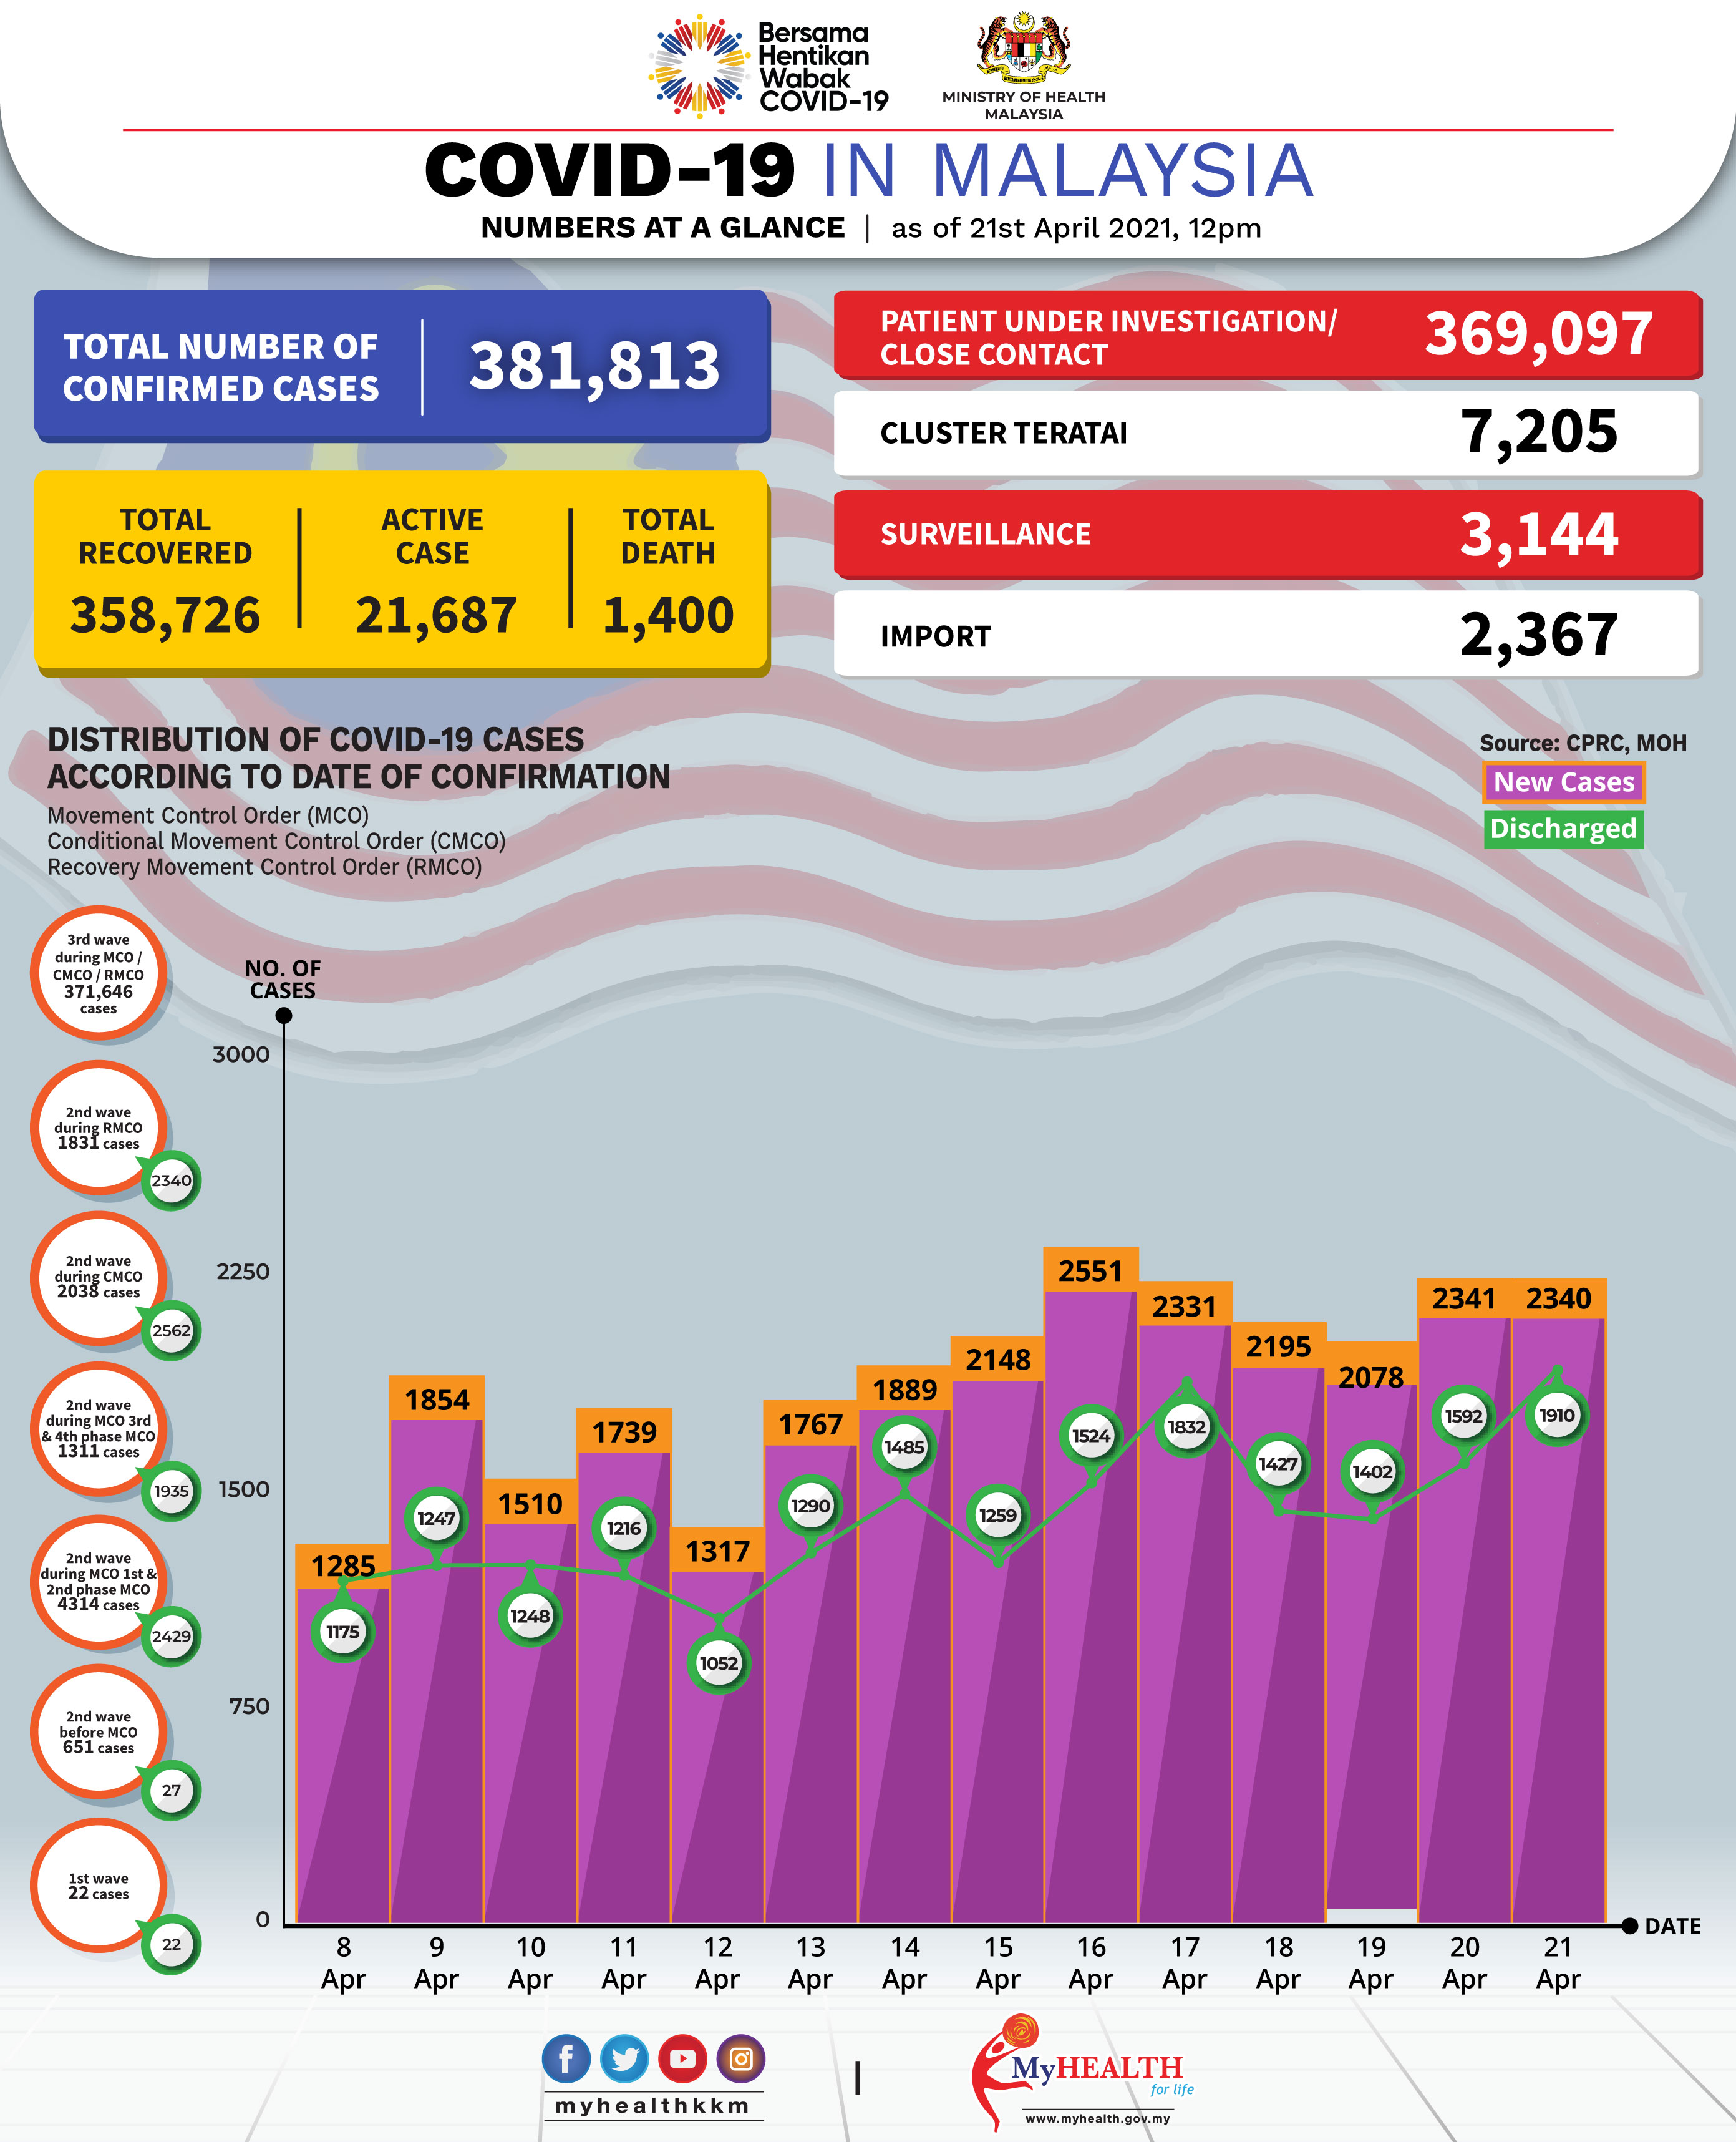 Bersama
Hentikan
Wabak
COVID-19
MINISTRY OF HEALTH
MALAYSIA
COVID-19 IN MALAYSIA
NUMBERS AT A GLANCE | as of 21st April 2021, 12pm
TOTAL NUMBER OF
CONFIRMED CASES
381,813
TOTAL
RECOVERED
358,726
ACTIVE
CASE
21,687
TOTAL
DEATH
1,400
PATIENT UNDER INVESTIGATION/
CLOSE CONTACT
369,097
CLUSTER TERATAI
7,205
SURVEILLANCE
3,144
IMPORT
2,367
DISTRIBUTION OF COVID-19 CASES
ACCORDING TO DATE OF CONFIRMATION
Movement Control Order (MCO)
Conditional Movement Control Order (CMCO)
Recovery Movement Control Order (RMCO)
Source: CPRC, MOH
New Cases
Discharged
3rd wave
during MCO /
CMCO / RMCO
371,646
cases
2nd wave
during RMCO
1831 cases
2340
2nd wave
during CMCO
2038 cases
2562
2nd wave
during MCO 3rd
& 4th phase MCO
1311 cases
1935
2nd wave
during MCO 1st &
2nd phase MCO
4314 cases
2429
2nd wave
before MCO
651 cases
27
1st wave
22 cases
22
NO. OF
CASES
3000
2250
1500
750
0
1285
1854
1510
1739
1317
1767
1889
2148
2551
2331
2195
2078
2341
2340
1175
1247
1248
1216
1052
1290
1485
1259
1524
1832
1427
1402
1592
1910
8
Apr
9
Apr
10
Apr
11
Apr
12
Apr
13
Apr
14
Apr
15
Apr
16
Apr
17
Apr
18
Apr
19
Apr
20
Apr
21
Apr
DATE
myhealthkkm
MyHEALTH
for life
www.myhealth.gov.my